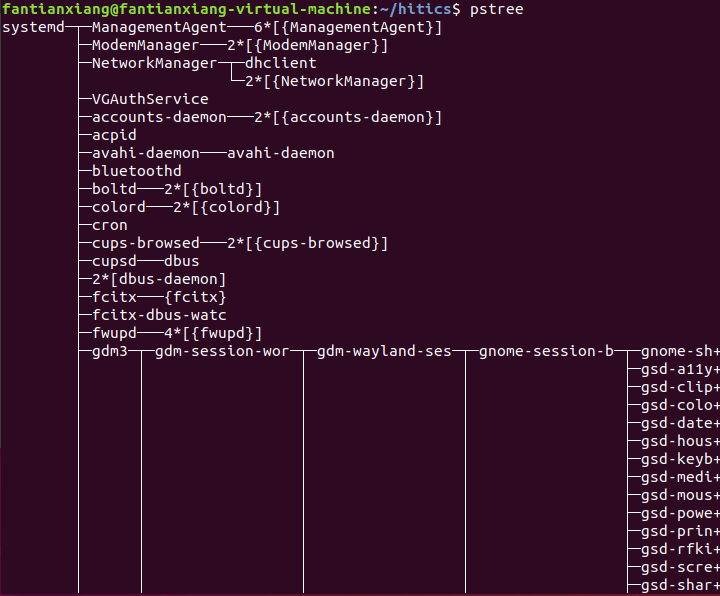 fantianxiang@fantianxiang-virtual-machine:~/hitics$ pstree
systemd─┬─ManagementAgent───6*[{ManagementAgent}]
        ├─ModemManager───2*[{ModemManager}]
        ├─NetworkManager─┬─dhclient
        │                └─2*[{NetworkManager}]
        ├─VGAuthService
        ├─accounts-daemon───2*[{accounts-daemon}]
        ├─acpid
        ├─avahi-daemon───avahi-daemon
        ├─bluetoothd
        ├─boltd───2*[{boltd}]
        ├─colord───2*[{colord}]
        ├─cron
        ├─cups-browsed───2*[{cups-browsed}]
        ├─cupsd───dbus
        ├─2*[dbus-daemon]
        ├─fcitx───{fcitx}
        ├─fcitx-dbus-watc
        ├─fwupd───4*[{fwupd}]
        ├─gdm3─┬─gdm-session-wor─┬─gdm-wayland-ses─┬─gnome-session-b─┬─gnome-sh+
        │      │                 │                 │                 ├─gsd-a11y+
        │      │                 │                 │                 ├─gsd-clip+
        │      │                 │                 │                 ├─gsd-colo+
        │      │                 │                 │                 ├─gsd-date+
        │      │                 │                 │                 ├─gsd-hous+
        │      │                 │                 │                 ├─gsd-keyb+
        │      │                 │                 │                 ├─gsd-medi+
        │      │                 │                 │                 ├─gsd-mous+
        │      │                 │                 │                 ├─gsd-powe+
        │      │                 │                 │                 ├─gsd-prin+
        │      │                 │                 │                 ├─gsd-rfki+
        │      │                 │                 │                 ├─gsd-scre+
        │      │                 │                 │                 ├─gsd-shar+